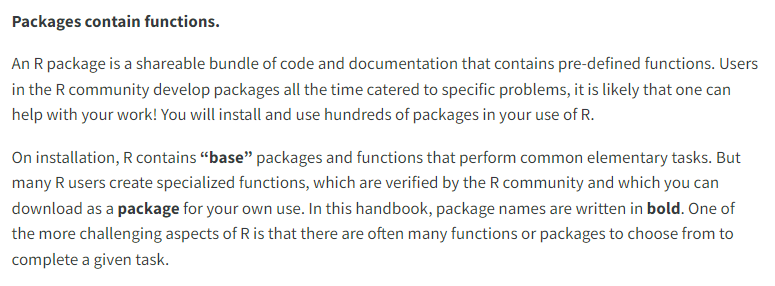 Packages contain functions.
An R package is a shareable bundle of code and documentation that contains pre-defined functions. Users
in the R community develop packages all the time catered to specific problems, it is likely that one can
help with your work! You will install and use hundreds of packages in your use of R.
On installation, R contains “base” packages and functions that perform common elementary tasks. But
many R users create specialized functions, which are verified by the R community and which you can
download as a package for your own use. In this handbook, package names are written in bold. One of
the more challenging aspects of R is that there are often many functions or packages to choose from to
complete a given task.